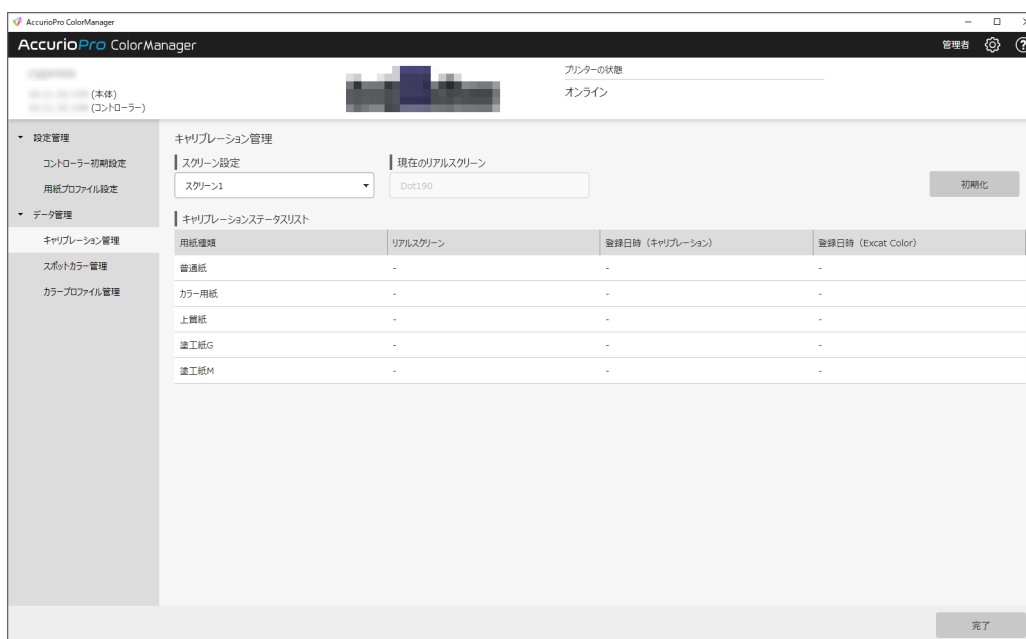 AccurioPro ColorManager
AccurioPro ColorManager
管理者
(本体)
(コントローラー)
プリンターの状態
オンライン
設定管理
コントローラー初期設定
用紙プロファイル設定
データ管理
キャリブレーション管理
スポットカラー管理
カラープロファイル管理
キャリブレーション管理
スクリーン設定
現在のリアルスクリーン
スクリーン1
Dot190
初期化
キャリブレーションステータスリスト
用紙種類 リアルスクリーン 登録日時（キャリブレーション） 登録日時（Excat Color）
普通紙 - - -
カラー用紙 - - -
上質紙 - - -
塗工紙G - - -
塗工紙M - - -
完了